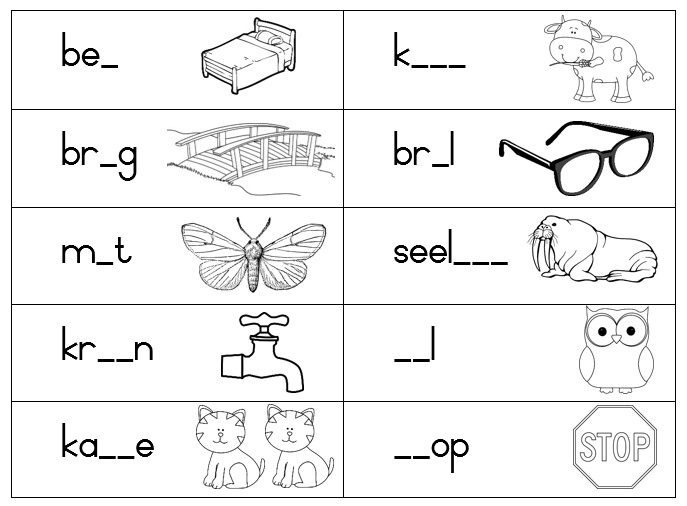 be_
k___
br_g
br_l
m_t
seel___
kr__n
__l
ka__e
__op
STOP